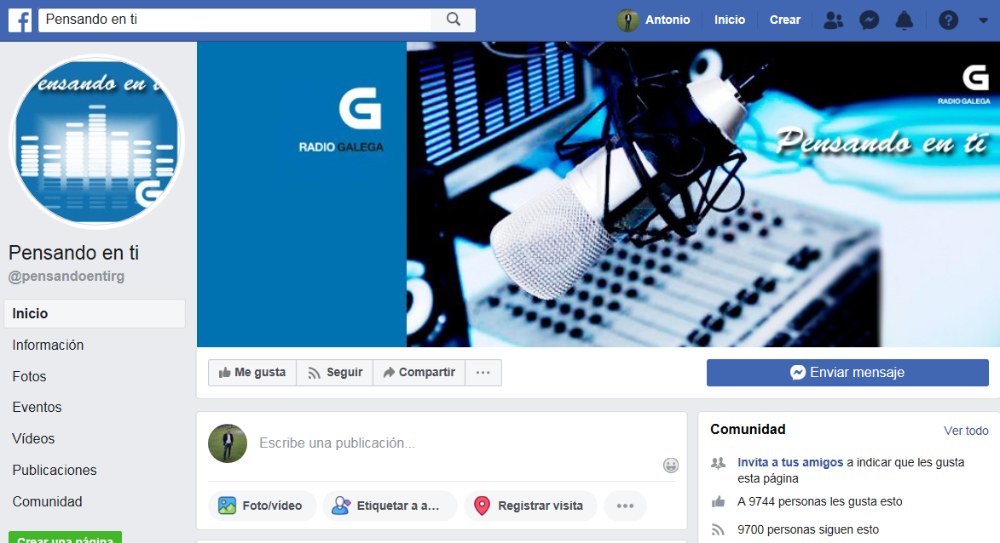 Pensando en ti
Antonio
Inicio
Crear
ensando en t
G
RADIO GALEGA
G
RADIO GALEGA
Pensando en tí
G
Pensando en ti
@pensandoentirg
Inicio
Información
Fotos
Eventos
Vídeos
Publicaciones
Comunidad
Crear una página
Me gusta
Seguir
Compartir
...
Enviar mensaje
Escribe una publicación...
Foto/video
Etiquetar a a...
Registrar visita
...
Comunidad
Ver todo
Invita a tus amigos a indicar que les gusta
esta página
A 9744 personas les gusta esto
9700 personas siguen esto